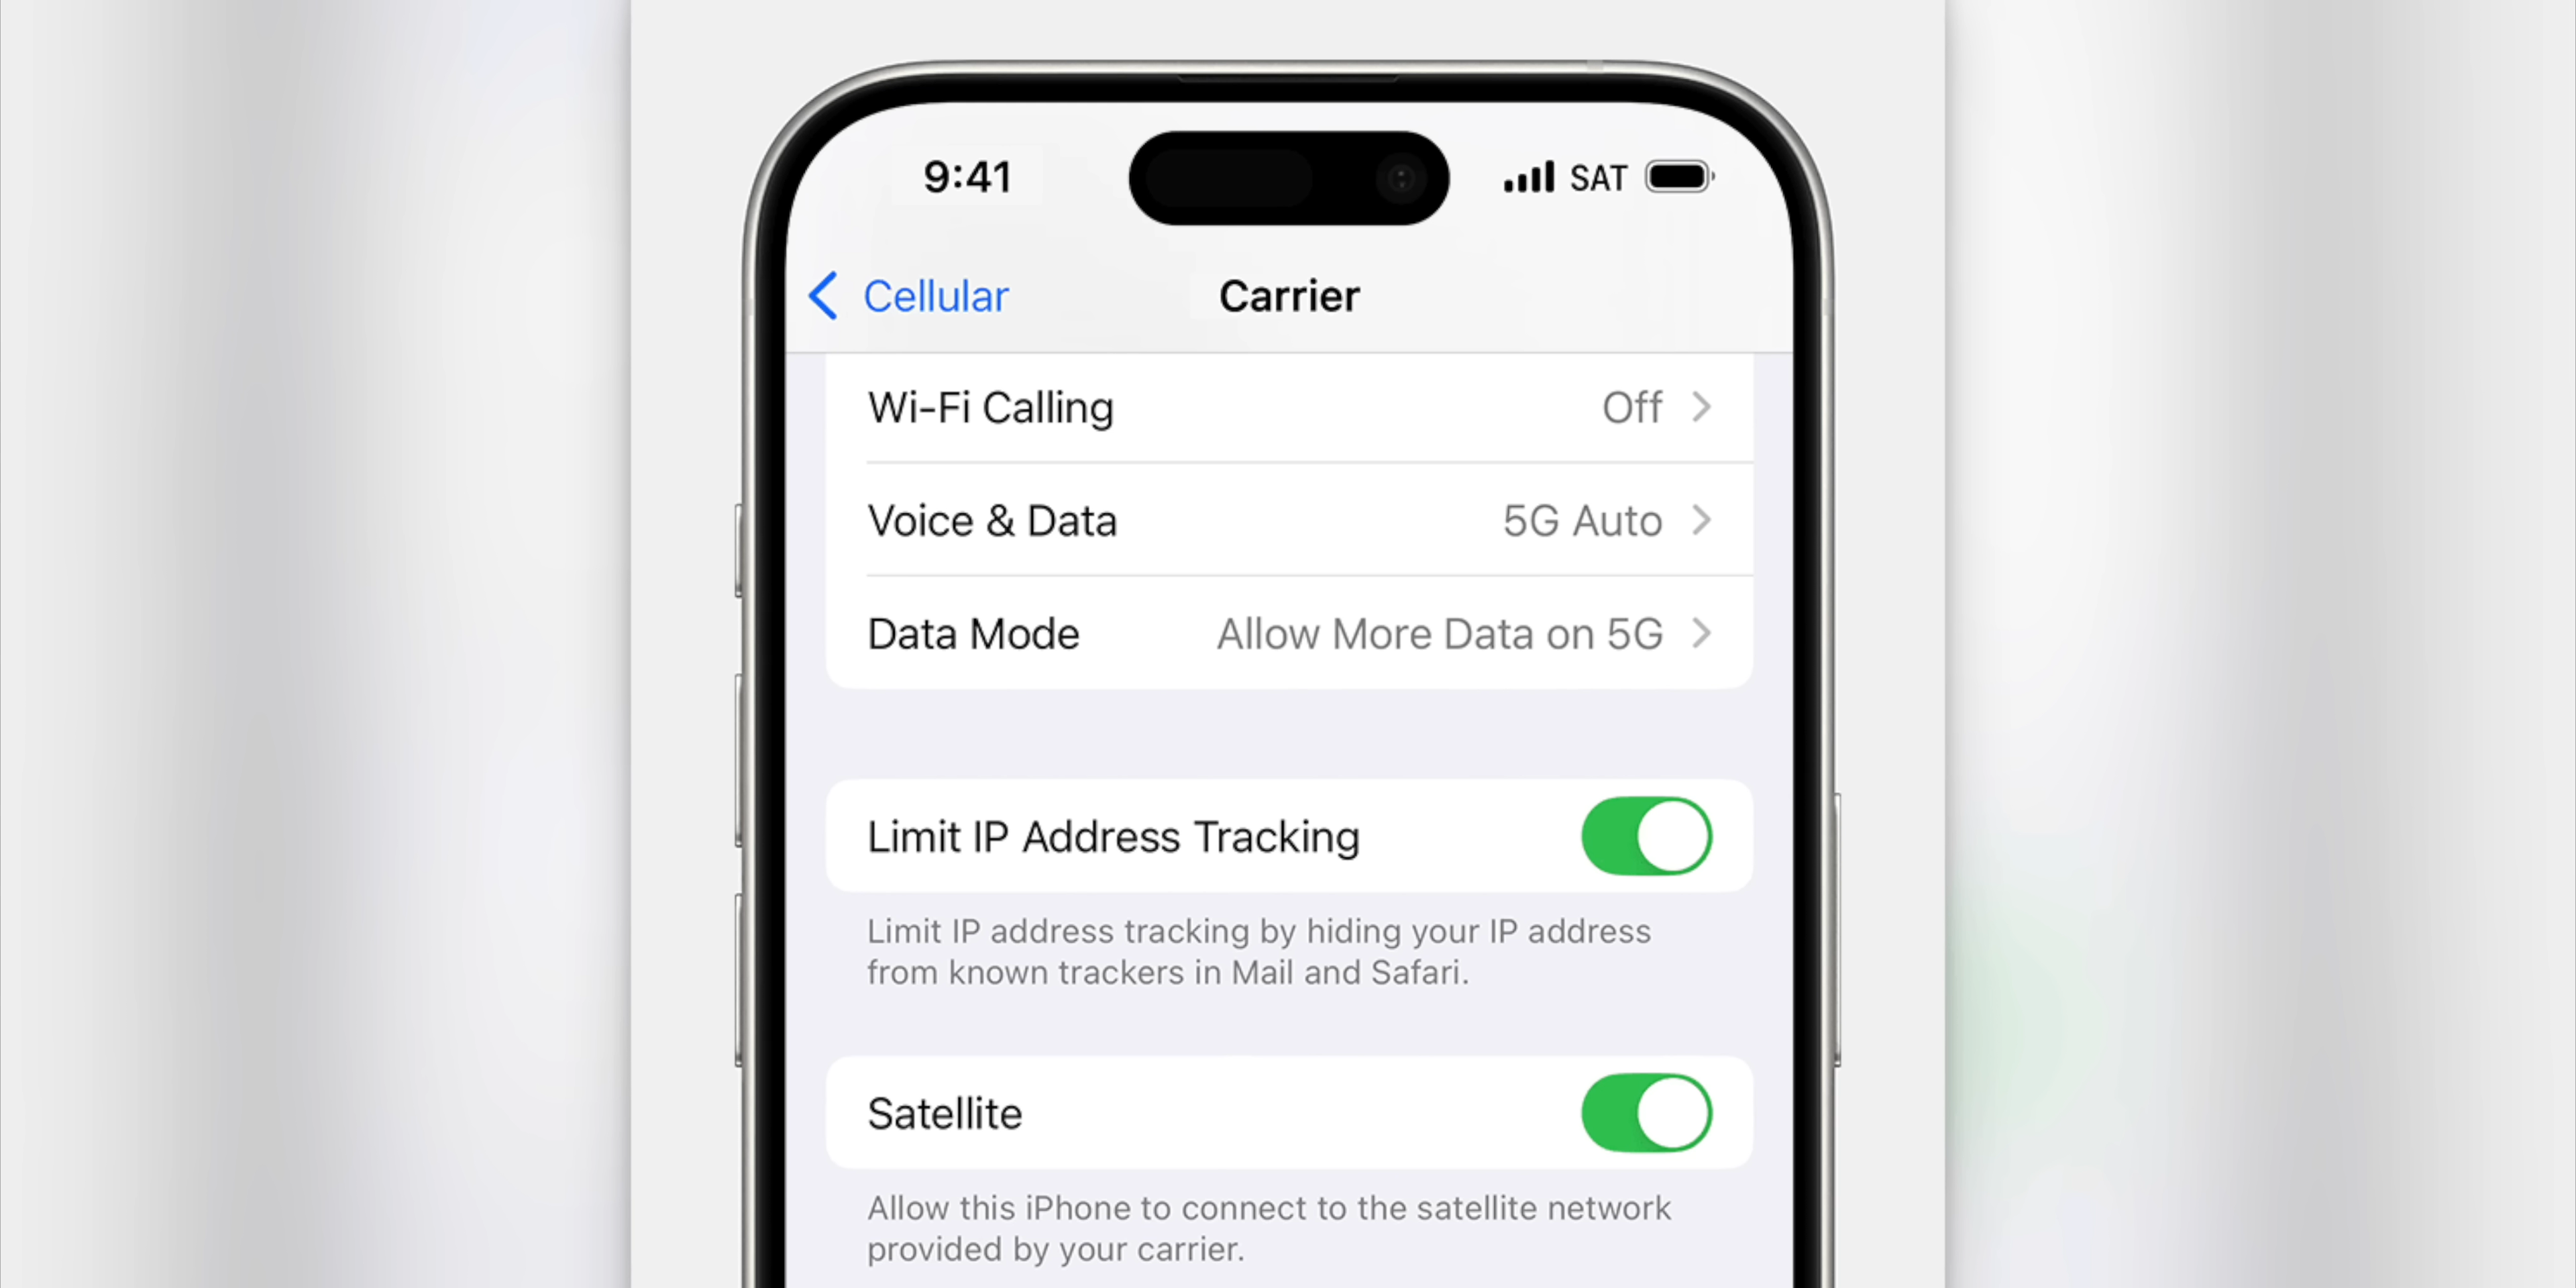 9:41 SAT
Cellular Carrier
Wi-Fi Calling Off
Voice & Data 5G Auto
Data Mode Allow More Data on 5G
Limit IP Address Tracking
Limit IP address tracking by hiding your IP address
from known trackers in Mail and Safari.
Satellite
Allow this iPhone to connect to the satellite network
provided by your carrier.